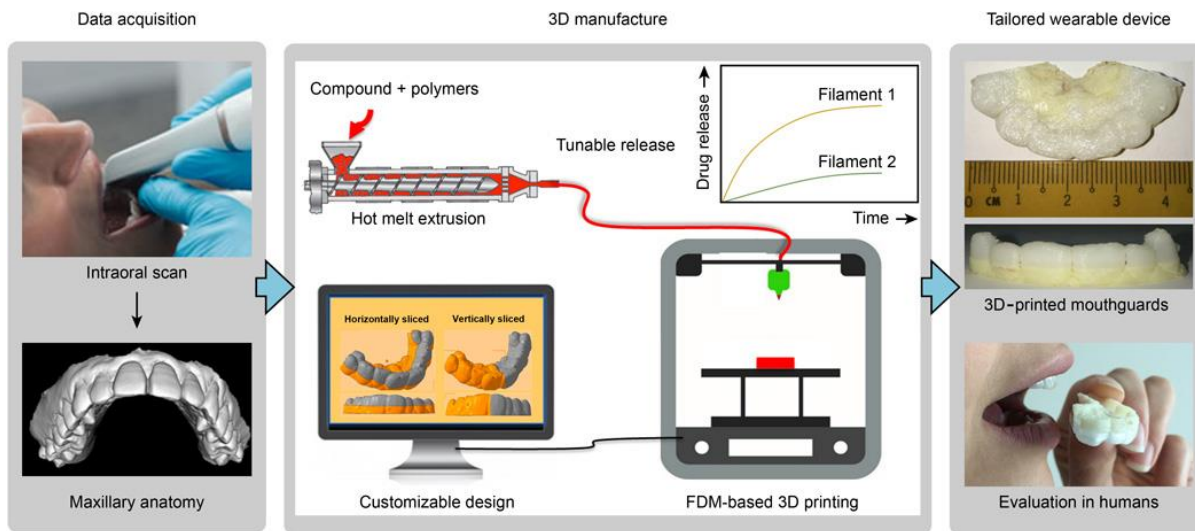 Data acquisition
3D manufacture
Tailored wearable device
Compound + polymers
Hot melt extrusion
Tunable release
Drug release
Filament 1
Filament 2
Time
Intraoral scan
Maxillary anatomy
Horizontally sliced
Vertically sliced
Customizable design
FDM-based 3D printing
0 CM 1 2 3 4
3D-printed mouthguards
Evaluation in humans